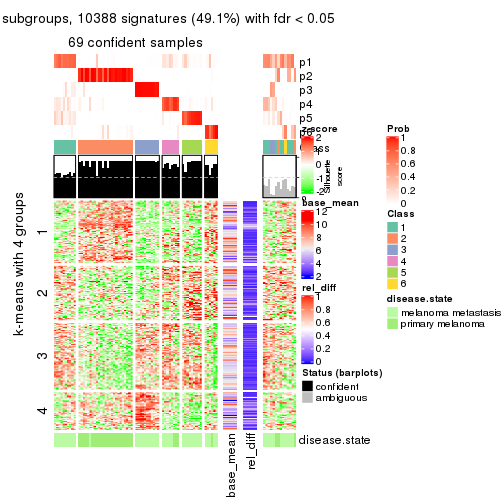 subgroups, 10388 signatures (49.1%) with fdr < 0.05
69 confident samples
p1
p2
p3
p4
p5
z-score
2
-2
Silhouette
score
base_mean
12
10
8
6
4
2
rel_diff
1
0.8
0.6
0.4
0.2
0
Status (barplots)
confident
ambiguous
Prob
1
0.8
0.6
0.4
0.2
0
Class
1
2
3
4
5
6
disease.state
melanoma metastasis
primary melanoma
k-means with 4 groups
1
2
3
4
disease.state
base_mean
rel_diff